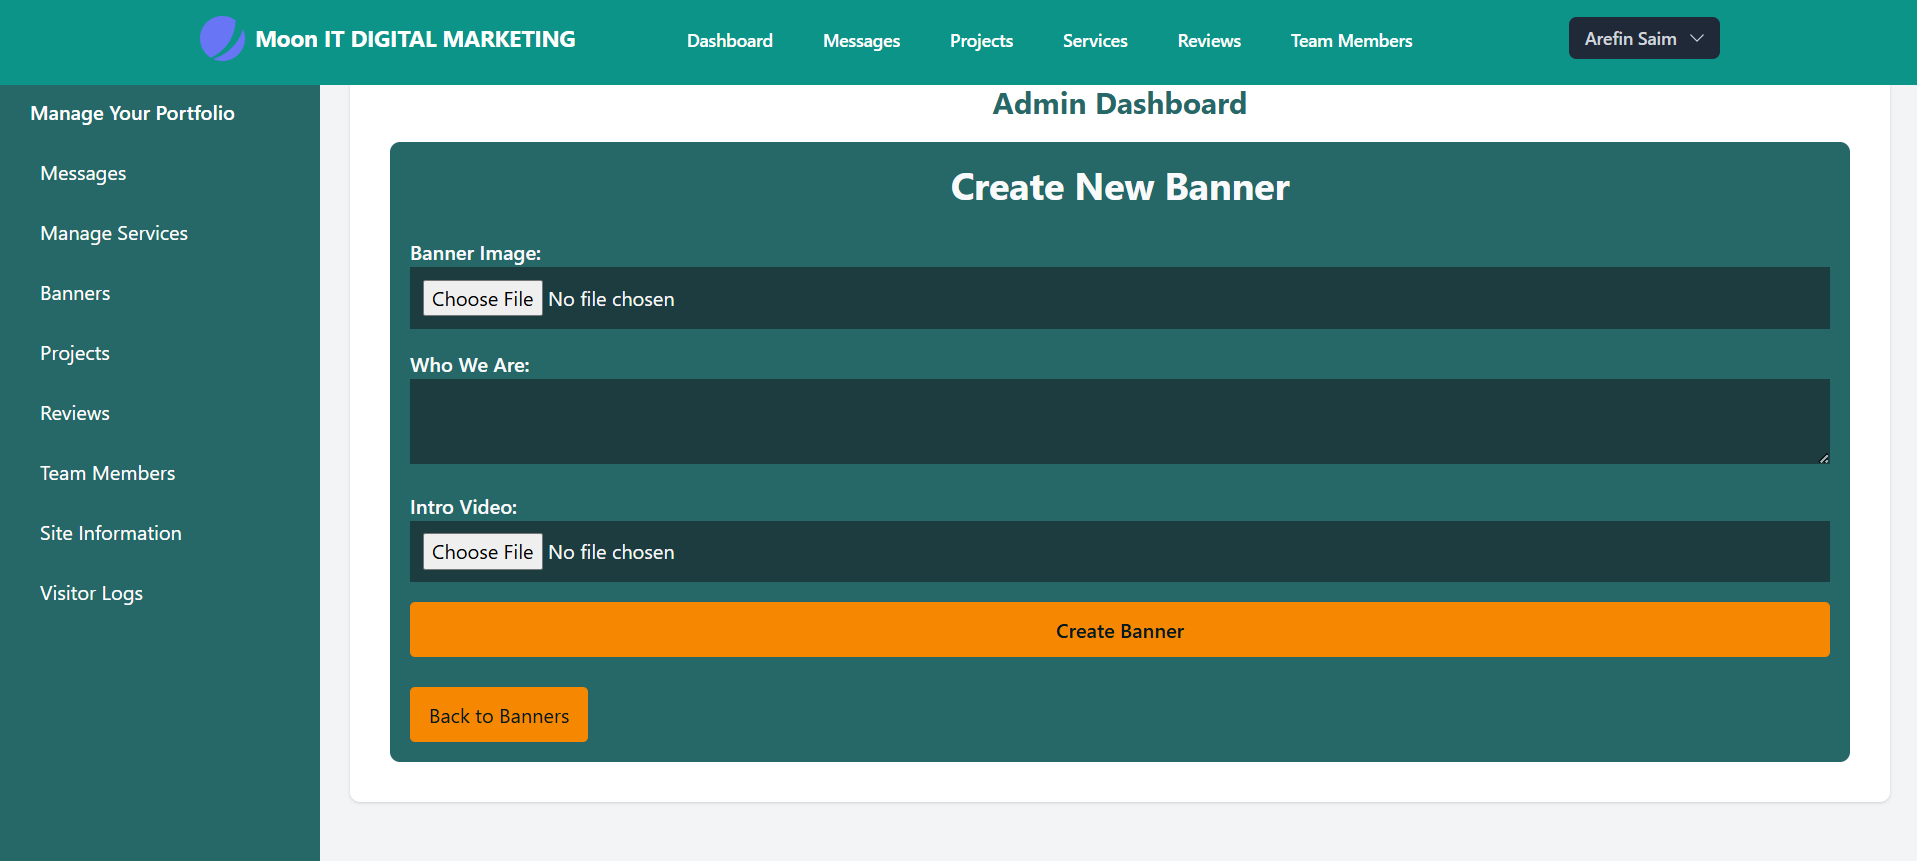 Moon IT DIGITAL MARKETING
Dashboard Messages Projects Services Reviews Team Members
Arefin Saim
Manage Your Portfolio
Messages
Manage Services
Banners
Projects
Reviews
Team Members
Site Information
Visitor Logs
Admin Dashboard
Create New Banner
Banner Image:
Choose File No file chosen
Who We Are:
Intro Video:
Choose File No file chosen
Create Banner
Back to Banners